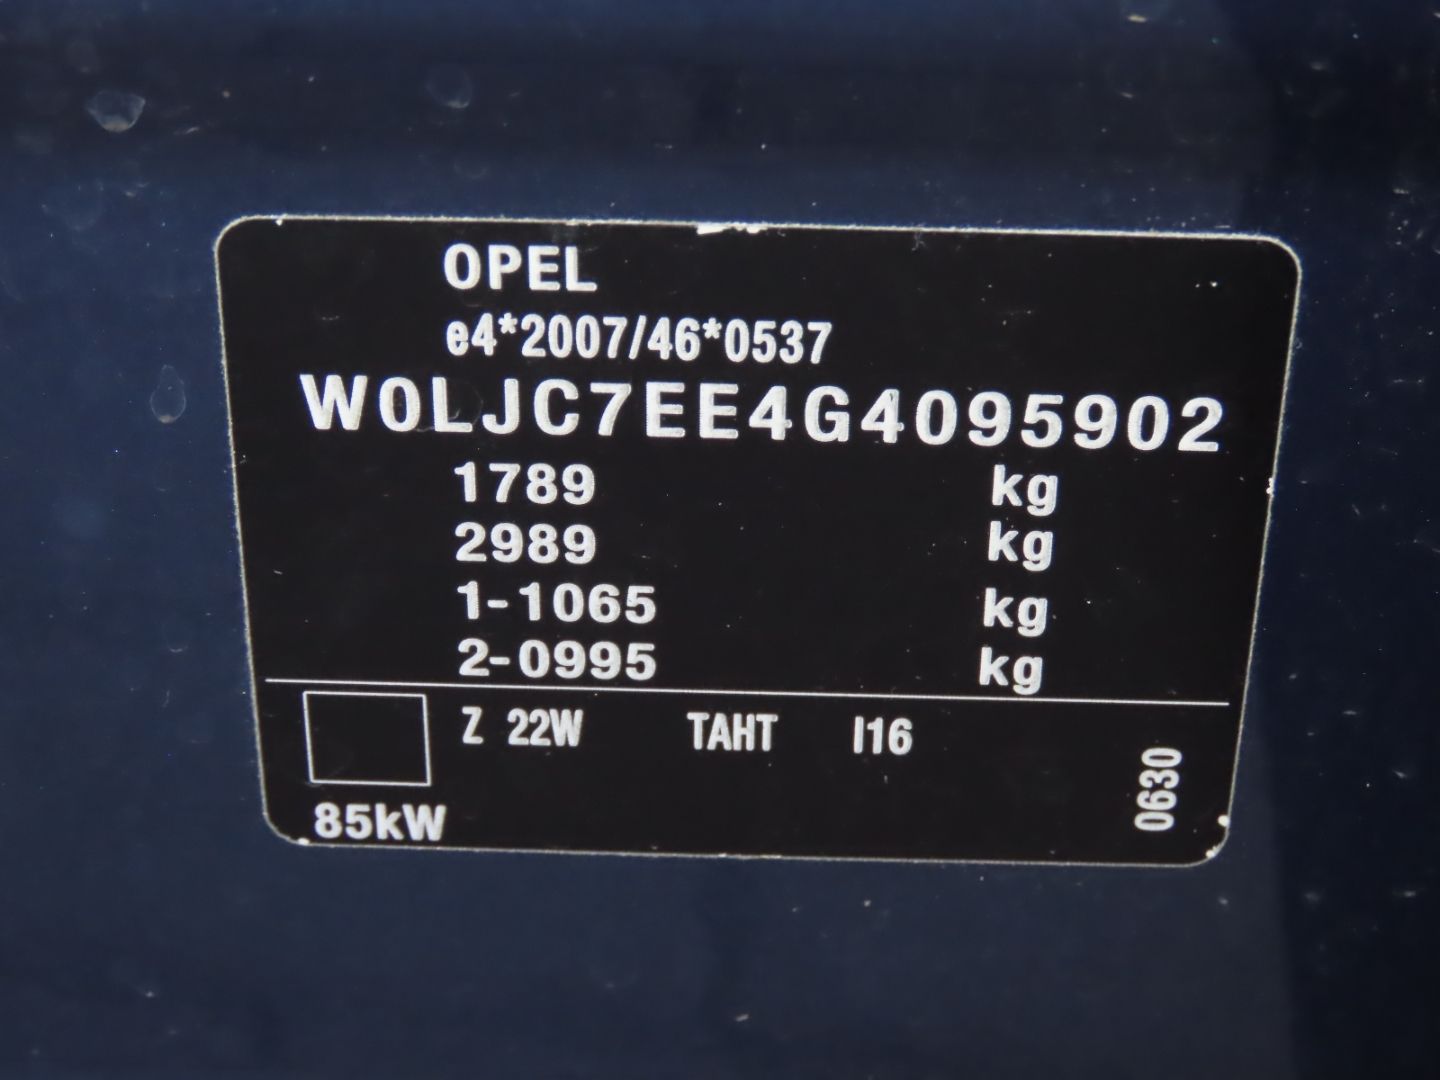 OPEL
e4*2007/46*0537
W0LJC7EE4G4095902
1789 kg
2989 kg
1-1065 kg
2-0995 kg
Z 22W TAHT I16
85kW
0630